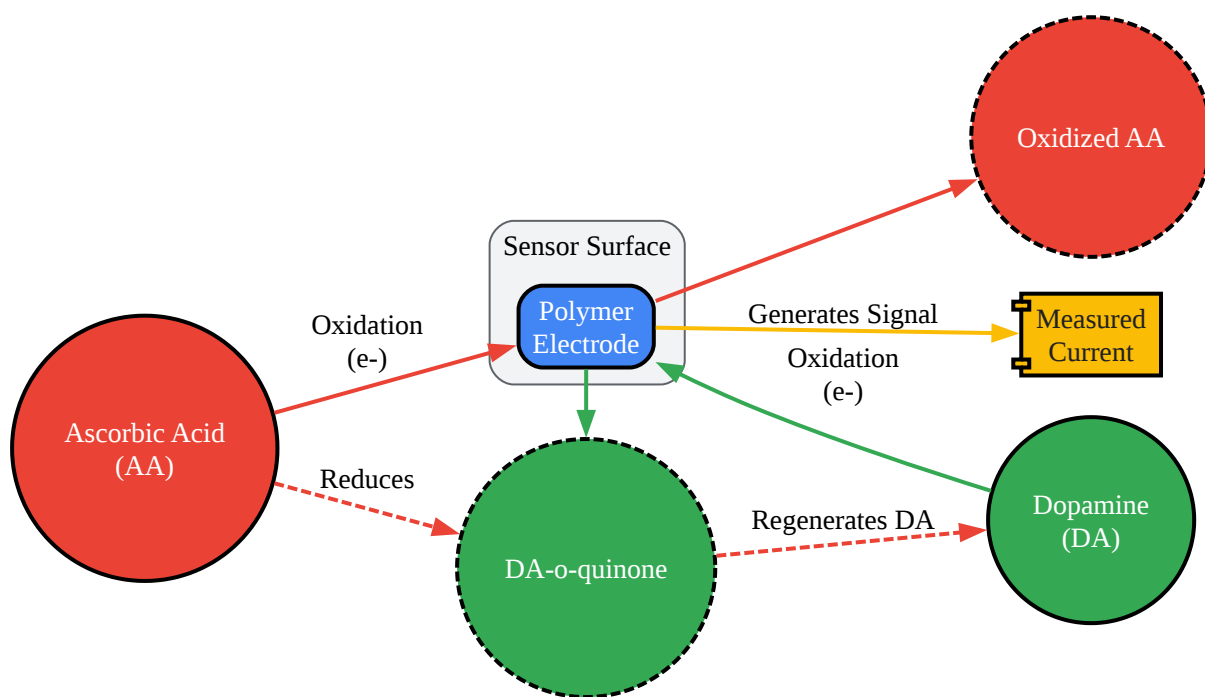 Oxidized AA
Sensor Surface
Polymer
Electrode
Generates Signal
Measured
Current
Oxidation
(e-)
Oxidation
(e-)
Ascorbic Acid
(AA)
Reduces
DA-o-quinone
Regenerates DA
Dopamine
(DA)